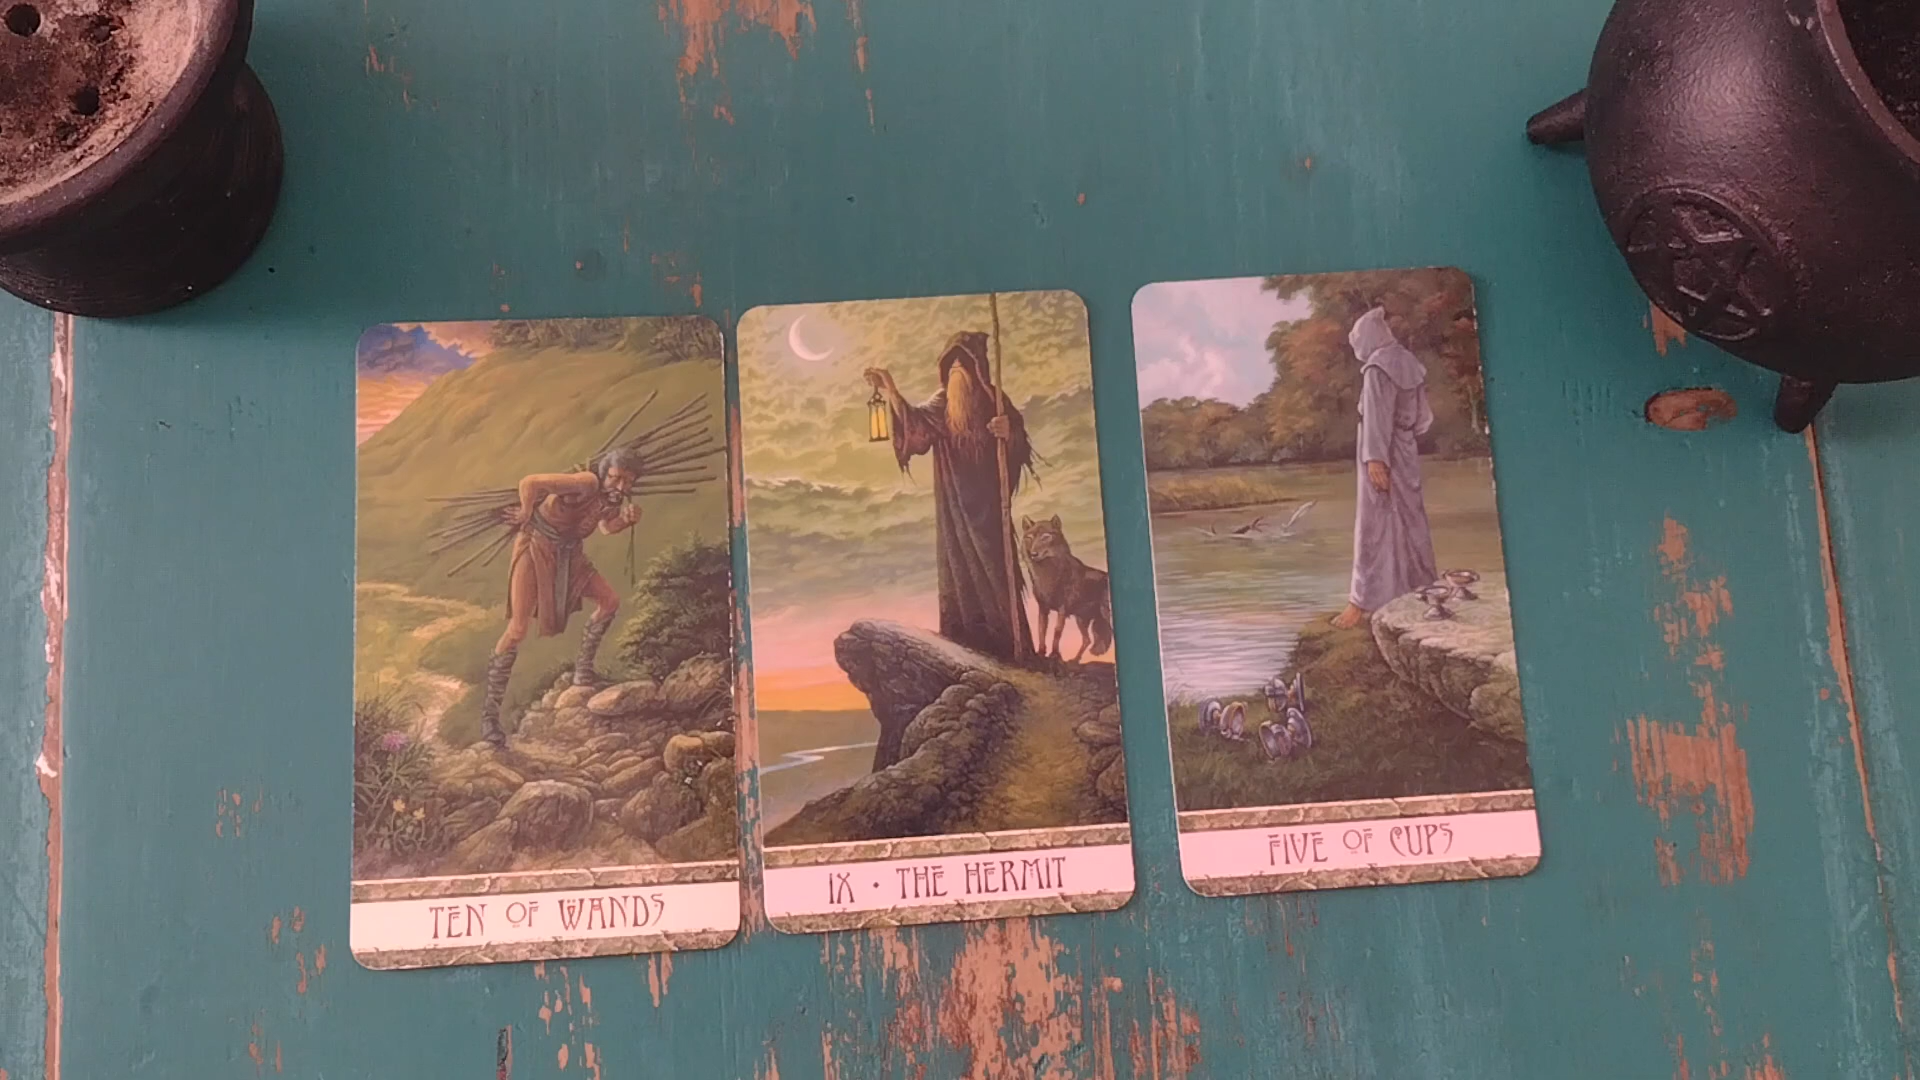 TEN OF WANDS
IX • THE HERMIT
FIVE OF CUPS